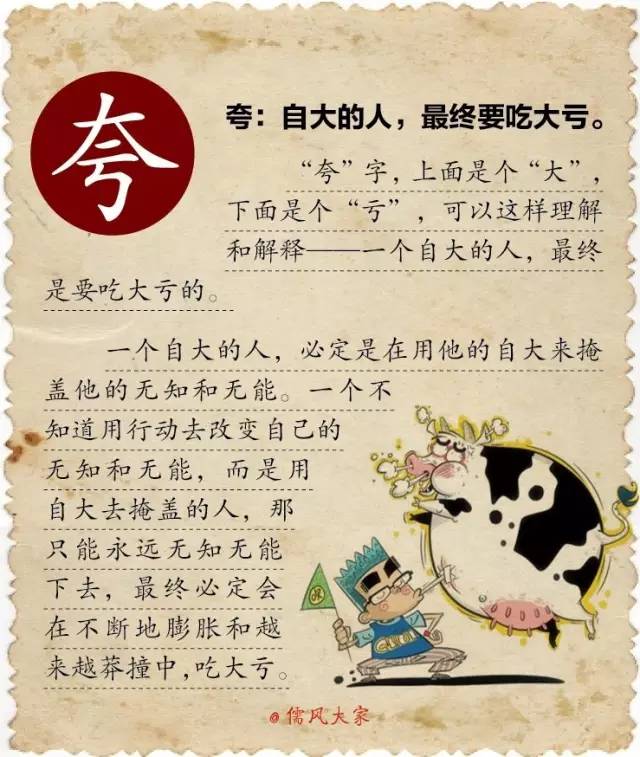 夸
夸：自大的人，最终要吃大亏。
“夸”字，上面是个“大”，
下面是个“亏”，可以这样理解
和解释——一个自大的人，最终
是要吃大亏的。
一个自大的人，必定是在用他的自大来掩
盖他的无知和无能。一个不
知道用行动去改变自己的
无知和无能，而是用
自大去掩盖的人，那
只能永远无知无能
下去，最终必定会
在不断地膨胀和越
来越莽撞中,吃大亏。
@儒风大家